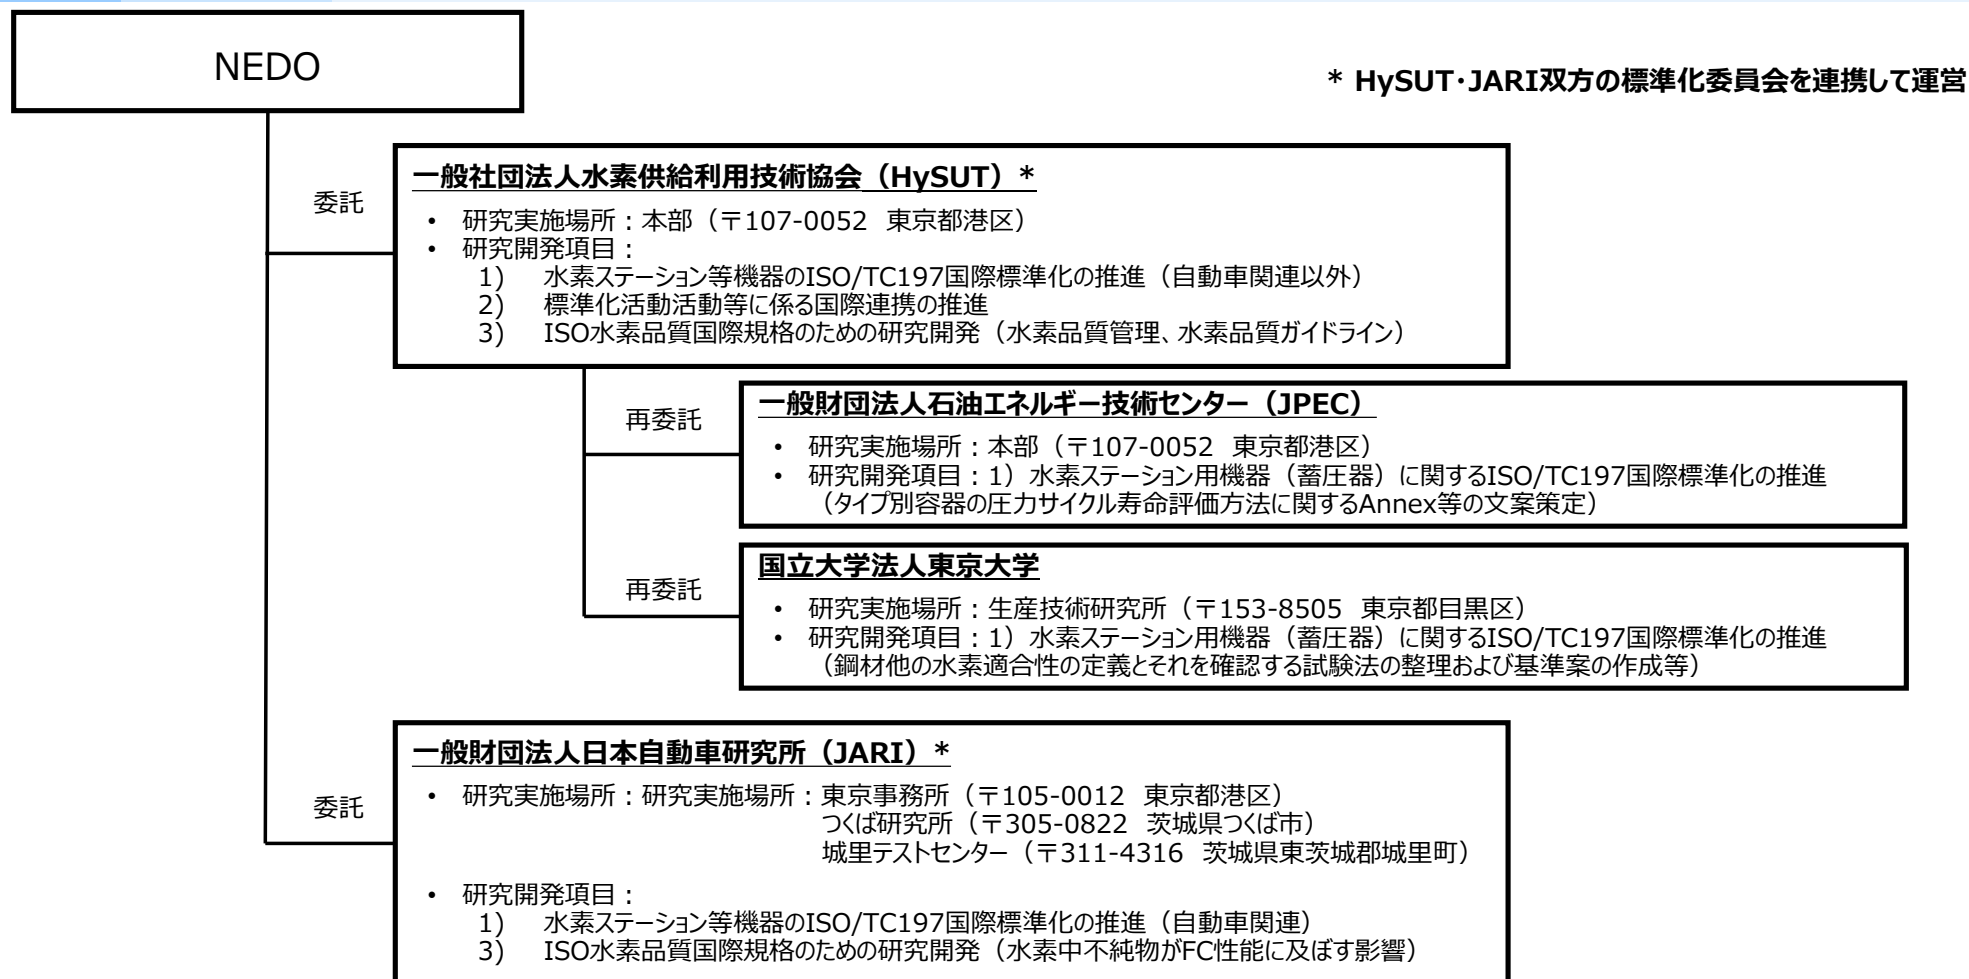 NEDO
* HySUT・JARI双方の標準化委員会を連携して運営
委託
一般社団法人水素供給利用技術協会（HySUT）*
• 研究実施場所：本部（〒107-0052 東京都港区）
• 研究開発項目：
1) 水素ステーション等機器のISO/TC197国際標準化の推進（自動車関連以外）
2) 標準化活動活動等に係る国際連携の推進
3) ISO水素品質国際規格のための研究開発（水素品質管理、水素品質ガイドライン）
再委託
一般財団法人石油エネルギー技術センター（JPEC）
• 研究実施場所：本部（〒107-0052 東京都港区）
• 研究開発項目：1）水素ステーション用機器（蓄圧器）に関するISO/TC197国際標準化の推進
（タイプ別容器の圧力サイクル寿命評価方法に関するAnnex等の文案策定）
再委託
国立大学法人東京大学
• 研究実施場所：生産技術研究所（〒153-8505 東京都目黒区）
• 研究開発項目：1）水素ステーション用機器（蓄圧器）に関するISO/TC197国際標準化の推進
（鋼材他の水素適合性の定義とそれを確認する試験法の整理および基準案の作成等）
委託
一般財団法人日本自動車研究所（JARI）*
• 研究実施場所：研究実施場所：東京事務所（〒105-0012 東京都港区）
つくば研究所（〒305-0822 茨城県つくば市）
城里テストセンター（〒311-4316 茨城県東茨城郡城里町）
• 研究開発項目：
1) 水素ステーション等機器のISO/TC197国際標準化の推進（自動車関連）
3) ISO水素品質国際規格のための研究開発（水素中不純物がFC性能に及ぼす影響）